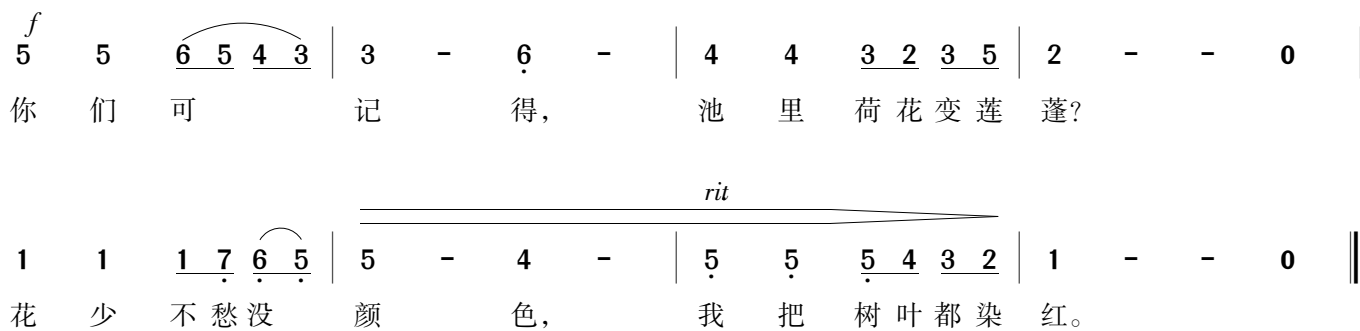 f
5 5 6 5 4 3 | 3 - 6̣ - | 4 4 3 2 3 5 | 2 - - 0 |
你 们 可 记 得, 池 里 荷 花 变 莲 蓬?
rit
1 1 1 7̣ 6̣ 5̣ | 5 - 4 - | 5̣ 5̣ 5̣ 4 3 2 | 1 - - 0 ‖
花 少 不 愁 没 颜 色, 我 把 树 叶 都 染 红。